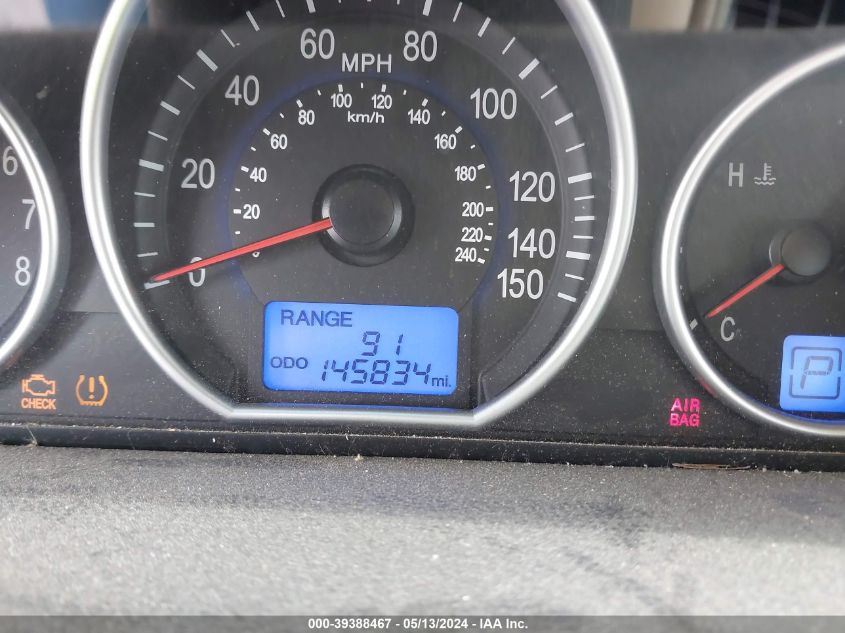 60 80
MPH
40 100
20 120
0 140
150
100 120
km/h
80 140
60 160
40 180
20 200
220
240
6
7
8
H
C
RANGE
91
ODO 145834 mi.
P
CHECK
AIR
BAG
000-39388467 - 05/13/2024 - IAA Inc.